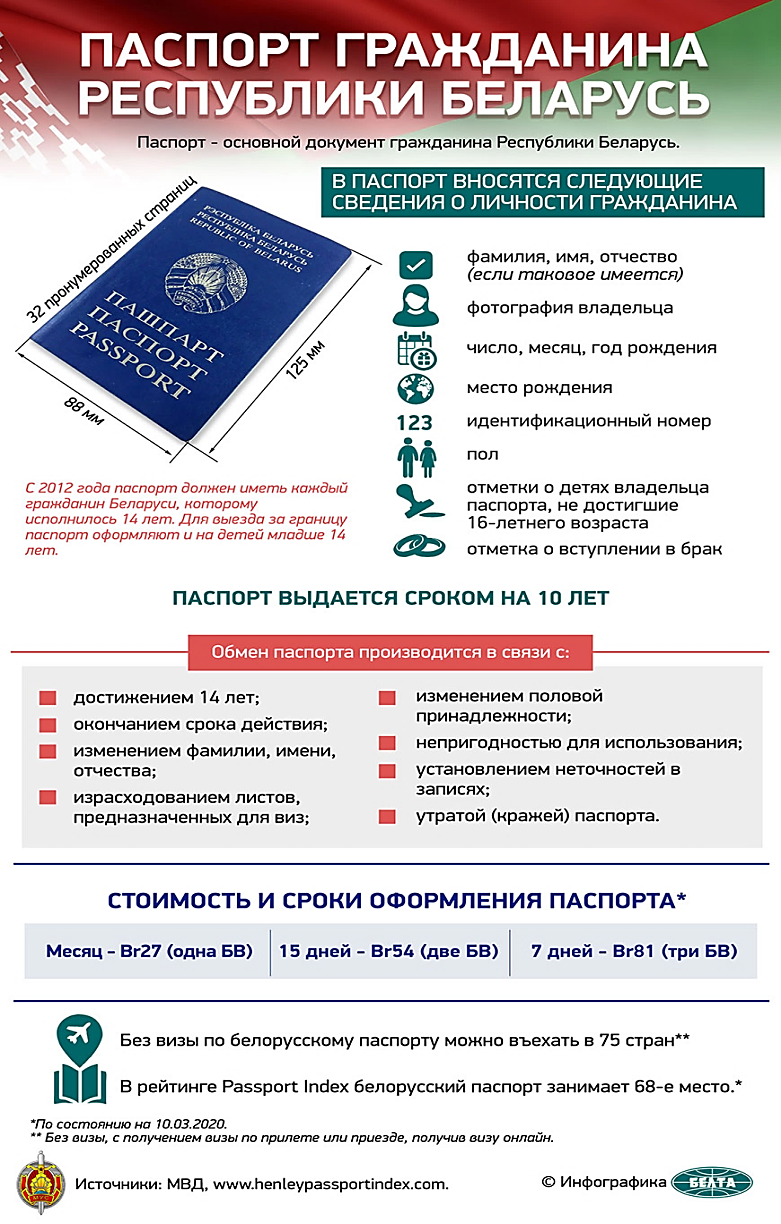 ПАСПОРТ ГРАЖДАНИНА
РЕСПУБЛИКИ БЕЛАРУСЬ
Паспорт - основной документ гражданина Республики Беларусь.
32 пронумерованных страниц
РЭСПУБЛІКА БЕЛАРУСЬ
РЕСПУБЛИКА БЕЛАРУСЬ
REPUBLIC OF BELARUS
ПАШПАРТ
ПАСПОРТ
PASSPORT
88 мм
125 мм
С 2012 года паспорт должен иметь каждый
гражданин Беларуси, которому
исполнилось 14 лет. Для выезда за границу
паспорт оформляют и на детей младше 14
лет.
В ПАСПОРТ ВНОСЯТСЯ СЛЕДУЮЩИЕ
СВЕДЕНИЯ О ЛИЧНОСТИ ГРАЖДАНИНА
фамилия, имя, отчество
(если таковое имеется)
фотография владельца
число, месяц, год рождения
место рождения
123 идентификационный номер
пол
отметки о детях владельца
паспорта, не достигшие
16-летнего возраста
отметка о вступлении в брак
ПАСПОРТ ВЫДАЕТСЯ СРОКОМ НА 10 ЛЕТ
Обмен паспорта производится в связи с:
достижением 14 лет;
окончанием срока действия;
изменением фамилии, имени,
отчества;
израсходованием листов,
предназначенных для виз;
изменением половой
принадлежности;
непригодностью для использования;
установлением неточностей в
записях;
утратой (кражей) паспорта.
СТОИМОСТЬ И СРОКИ ОФОРМЛЕНИЯ ПАСПОРТА*
Месяц - Br27 (одна БВ)
15 дней - Br54 (две БВ)
7 дней - Br81 (три БВ)
Без визы по белорусскому паспорту можно въехать в 75 стран**
В рейтинге Passport Index белорусский паспорт занимает 68-е место.*
*По состоянию на 10.03.2020.
** Без визы, с получением визы по прилете или приезде, получив визу онлайн.
МУС
Источники: МВД, www.henleypassportindex.com.
© Инфографика
БЕЛТА